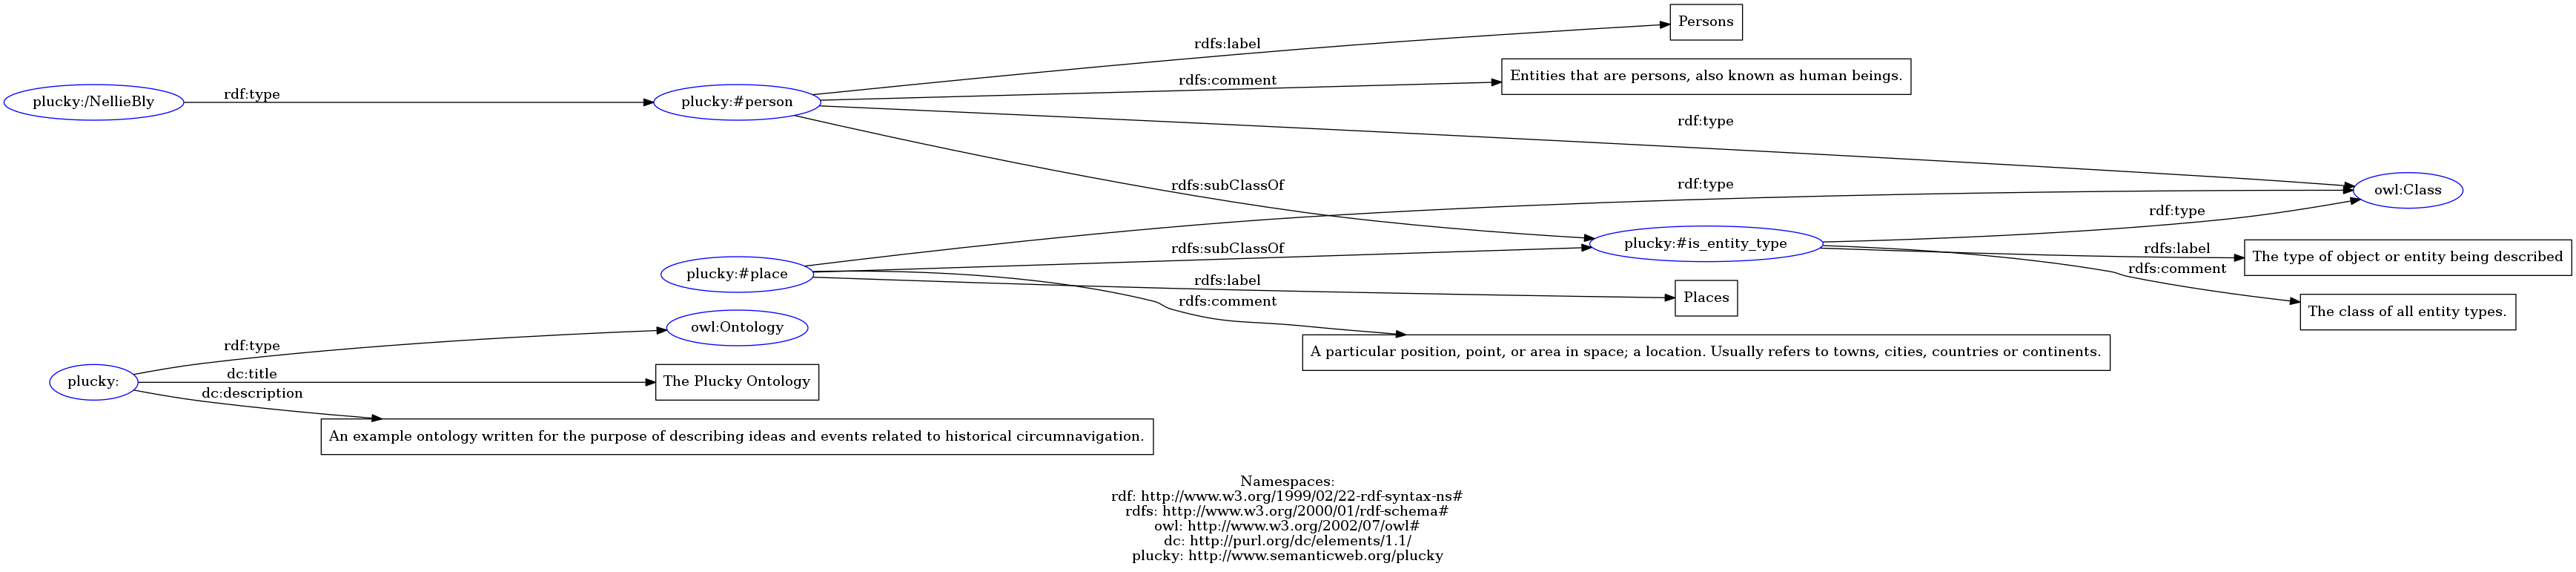 Persons
rdfs:label
Entities that are persons, also known as human beings.
rdfs:comment
plucky:/NellieBly
rdf:type
plucky:#person
rdf:type
rdfs:subClassOf
rdf:type
owl:Class
rdf:type
plucky:#is_entity_type
rdfs:subClassOf
rdfs:label
The type of object or entity being described
rdfs:comment
plucky:#place
rdfs:label
Places
rdfs:comment
The class of all entity types.
owl:Ontology
rdf:type
A particular position, point, or area in space; a location. Usually refers to towns, cities, countries or continents.
plucky:
dc:title
The Plucky Ontology
dc:description
An example ontology written for the purpose of describing ideas and events related to historical circumnavigation.
Namespaces:
rdf: http://www.w3.org/1999/02/22-rdf-syntax-ns#
rdfs: http://www.w3.org/2000/01/rdf-schema#
owl: http://www.w3.org/2002/07/owl#
dc: http://purl.org/dc/elements/1.1/
plucky: http://www.semanticweb.org/plucky